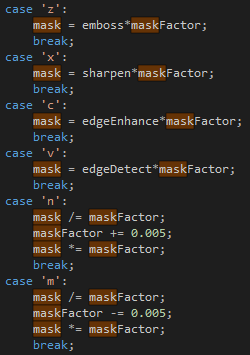 case 'z':
mask = emboss*maskFactor;
break;
case 'x':
mask = sharpen*maskFactor;
break;
case 'c':
mask = edgeEnhance*maskFactor;
break;
case 'v':
mask = edgeDetect*maskFactor;
break;
case 'n':
mask /= maskFactor;
maskFactor += 0.005;
mask *= maskFactor;
break;
case 'm':
mask /= maskFactor;
maskFactor -= 0.005;
mask *= maskFactor;
break;